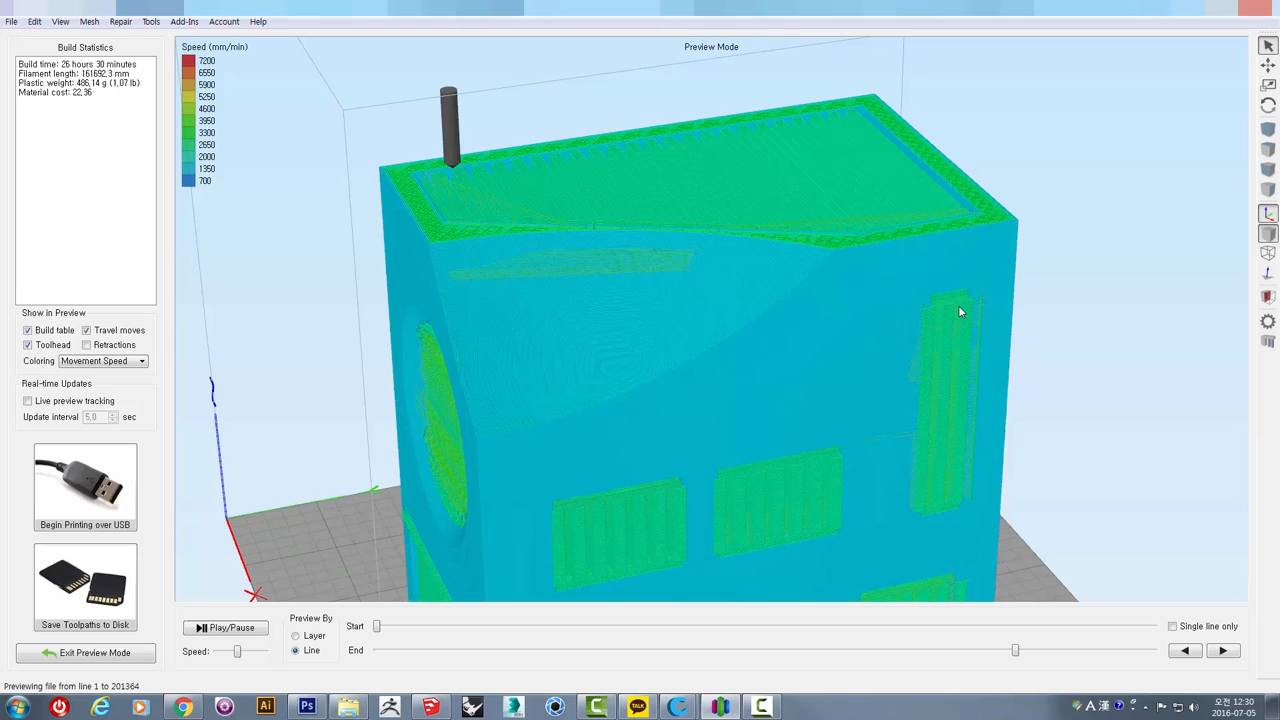 File Edit View Mesh Repair Tools Add-Ins Account Help
Build Statistics
Build time: 26 hours 30 minutes
Filament length: 161692,3 mm
Plastic weight: 486,14 g (1,07 lb)
Material cost: 22,36
Show in Preview
Build table Travel moves
Toolhead Retractions
Coloring Movement Speed
Real-time Updates
Live preview tracking
Update interval 5,0 sec
Begin Printing over USB
Save Toolpaths to Disk
Exit Preview Mode
Speed (mm/min)
7200
6550
5900
5250
4600
3950
3300
2650
2000
1350
700
Preview Mode
Play/Pause
Speed:
Preview By
Layer
Line
Start
End
Single line only
Previewing file from line 1 to 201364
Ai
Ps
TALK
A 漢
오전 12:30
2016-07-05